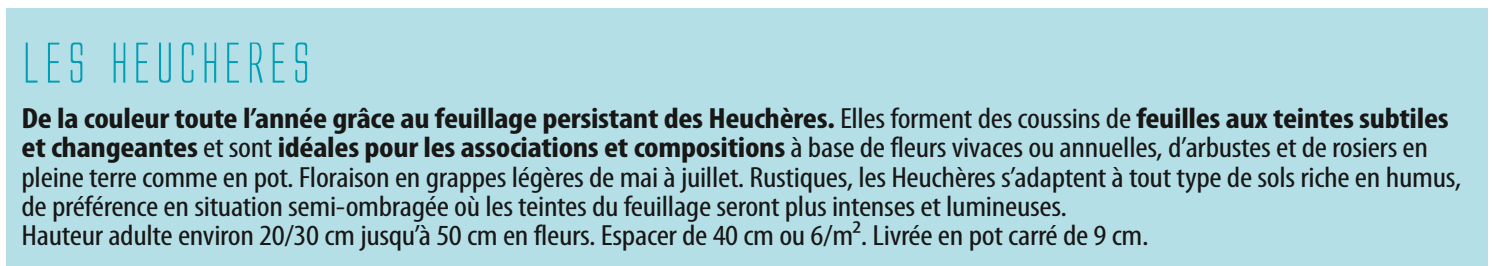 LES HEUCHERES
De la couleur toute l’année grâce au feuillage persistant des Heuchères. Elles forment des coussins de feuilles aux teintes subtiles
et changeantes et sont idéales pour les associations et compositions à base de fleurs vivaces ou annuelles, d’arbustes et de rosiers en
pleine terre comme en pot. Floraison en grappes légères de mai à juillet. Rustiques, les Heuchères s’adaptent à tout type de sols riche en humus,
de préférence en situation semi-ombragée où les teintes du feuillage seront plus intenses et lumineuses.
Hauteur adulte environ 20/30 cm jusqu’à 50 cm en fleurs. Espacer de 40 cm ou 6/m². Livrée en pot carré de 9 cm.